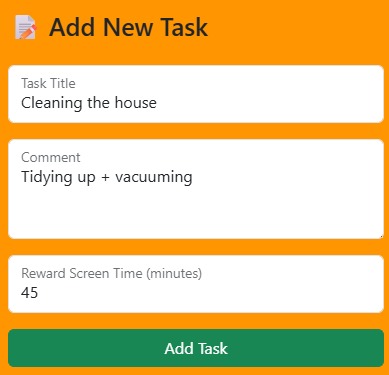 Add New Task
Task Title
Cleaning the house
Comment
Tidying up + vacuuming
Reward Screen Time (minutes)
45
Add Task